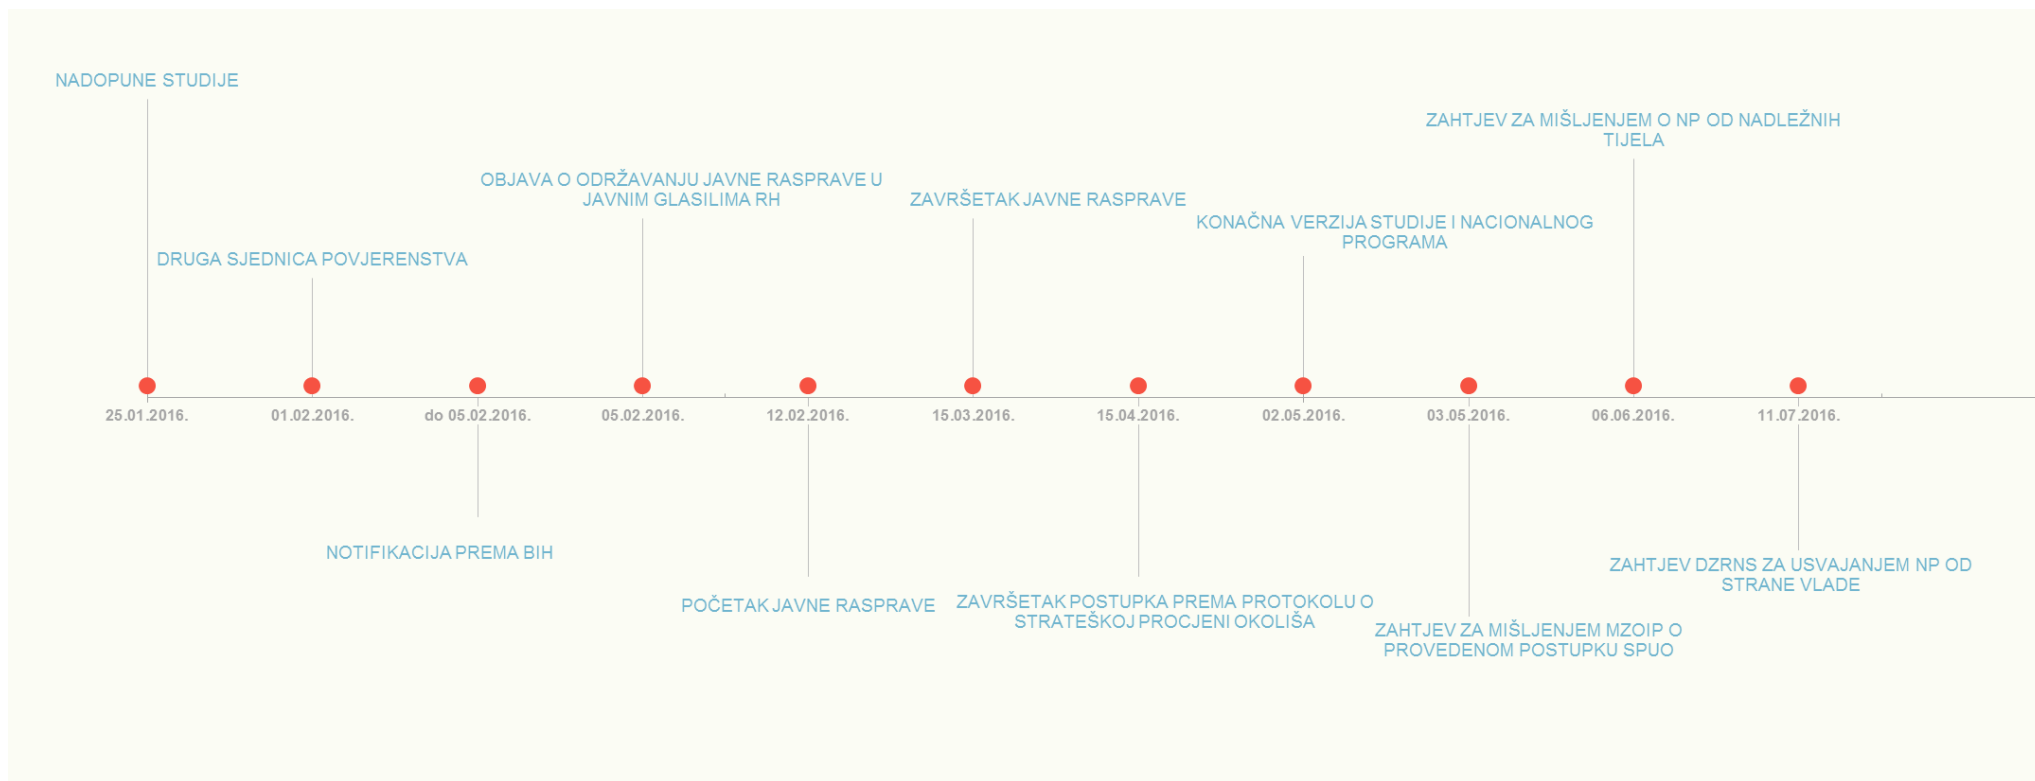 NADOPUNE STUDIJE
ZAHTJEV ZA MIŠLJENJEM O NP OD NADLEŽNIH
TIJELA
OBJAVA O ODRŽAVANJU JAVNE RASPRAVE U
JAVNIM GLASILIMA RH
ZAVRŠETAK JAVNE RASPRAVE
KONAČNA VERZIJA STUDIJE I NACIONALNOG
PROGRAMA
DRUGA SJEDNICA POVJERENSTVA
25.01.2016.
01.02.2016.
do 05.02.2016.
05.02.2016.
12.02.2016.
15.03.2016.
15.04.2016.
02.05.2016.
03.05.2016.
06.06.2016.
11.07.2016.
NOTIFIKACIJA PREMA BIH
POČETAK JAVNE RASPRAVE
ZAVRŠETAK POSTUPKA PREMA PROTOKOLU O
STRATEŠKOJ PROCJENI OKOLIŠA
ZAHTJEV ZA MIŠLJENJEM MZOIP O
PROVEDENOM POSTUPKU SPUO
ZAHTJEV DZRNS ZA USVAJANJEM NP OD
STRANE VLADE